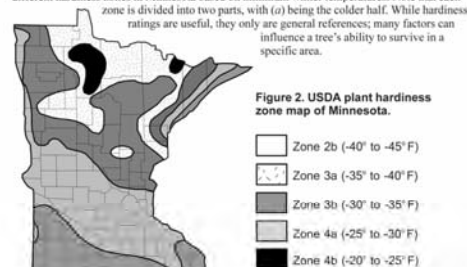 zone is divided into two parts, with (a) being the colder half. While hardiness
ratings are useful, they only are general references; many factors can
influence a tree's ability to survive in a
specific area.
Figure 2. USDA plant hardiness
zone map of Minnesota.
Zone 2b (-40° to -45° F)
Zone 3a (-35° to -40° F)
Zone 3b (-30° to -35° F)
Zone 4a (-25° to -30° F)
Zone 4b (-20° to -25° F)